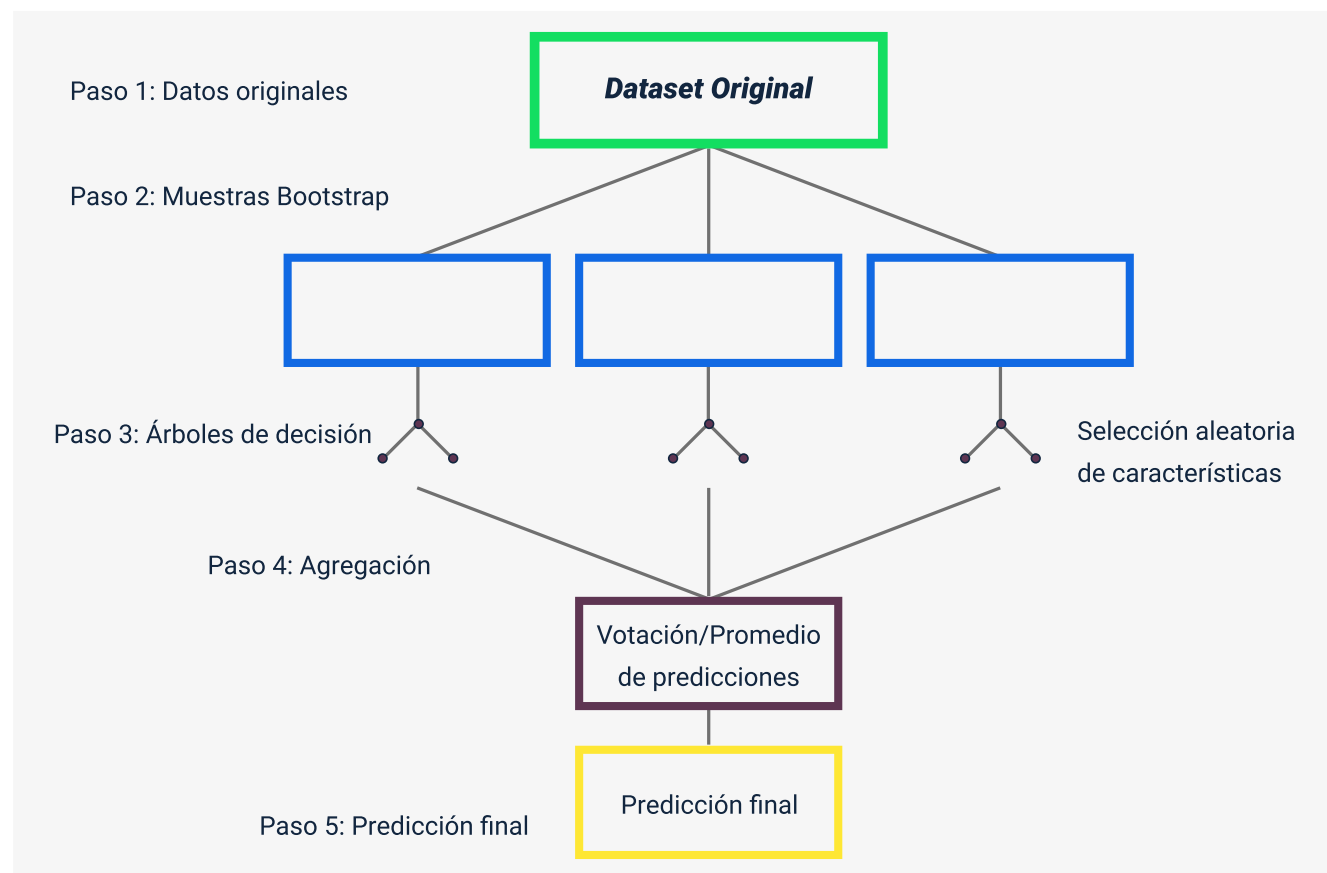 Paso 1: Datos originales
Dataset Original
Paso 2: Muestras Bootstrap
Paso 3: Árboles de decisión
Selección aleatoria
de características
Paso 4: Agregación
Votación/Promedio
de predicciones
Predicción final
Paso 5: Predicción final